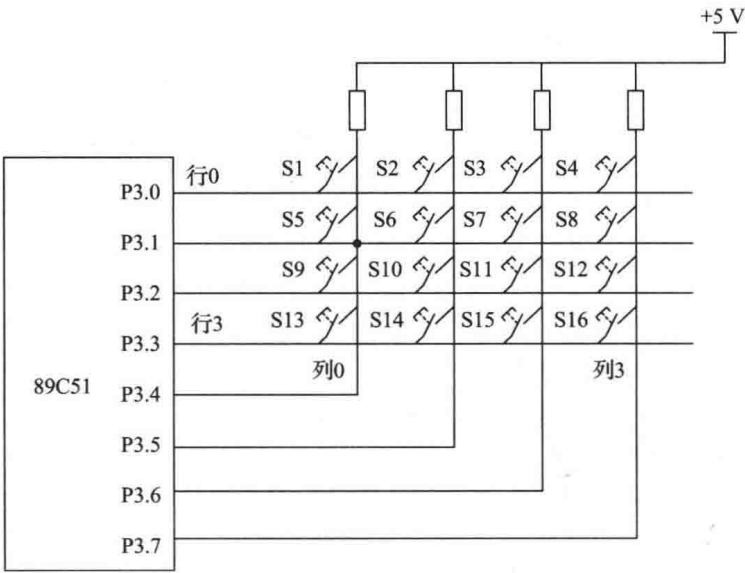 +5 V
行0
S1 S2 S3 S4
P3.0
S5 S6 S7 S8
P3.1
S9 S10 S11 S12
P3.2
行3
S13 S14 S15 S16
P3.3
列0 列3
89C51
P3.4
P3.5
P3.6
P3.7